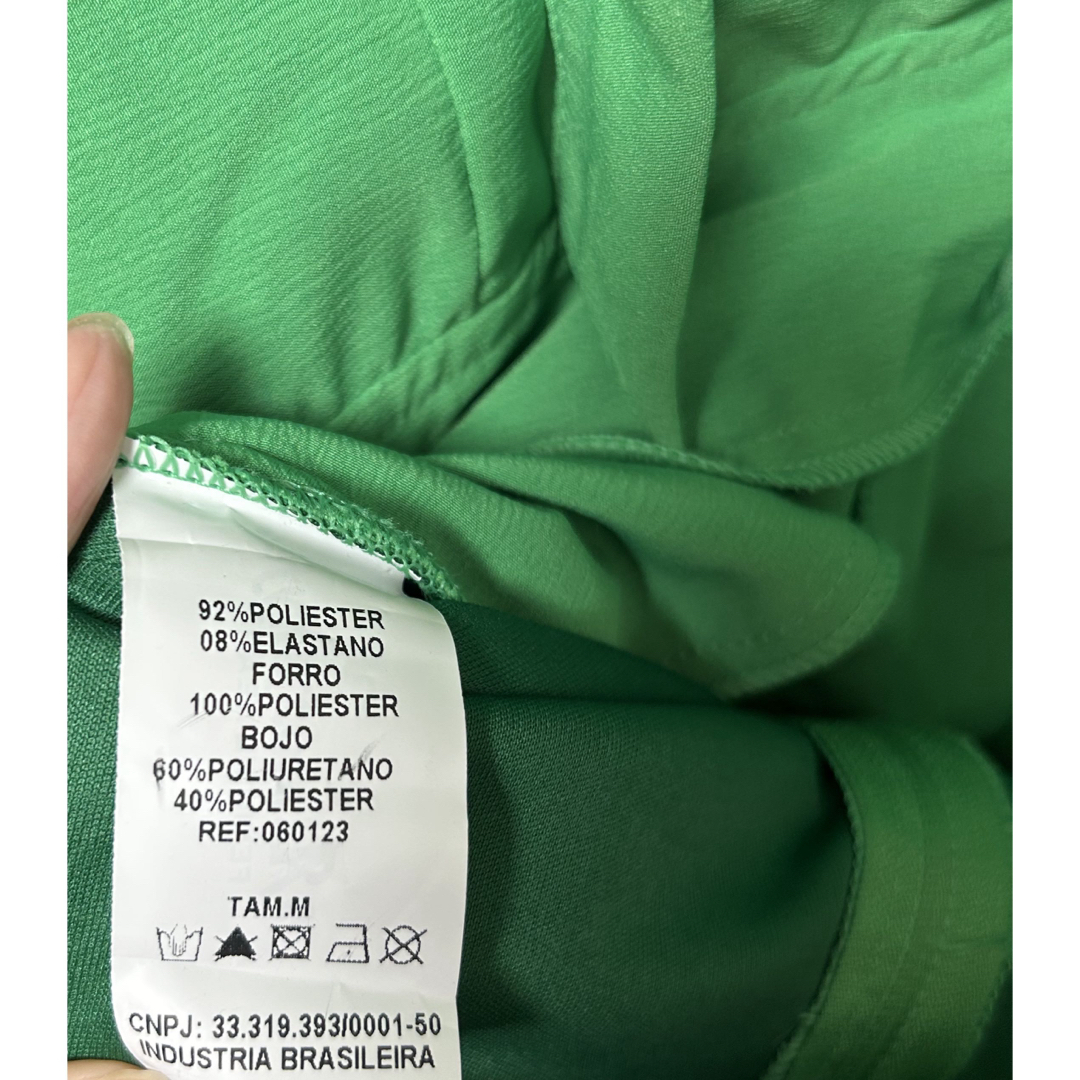 92%POLIESTER
08%ELASTANO
FORRO
100%POLIESTER
BOJO
60%POLIURETANO
40%POLIESTER
REF:060123
TAM.M
CNPJ: 33.319.393/0001-50
INDUSTRIA BRASILEIRA